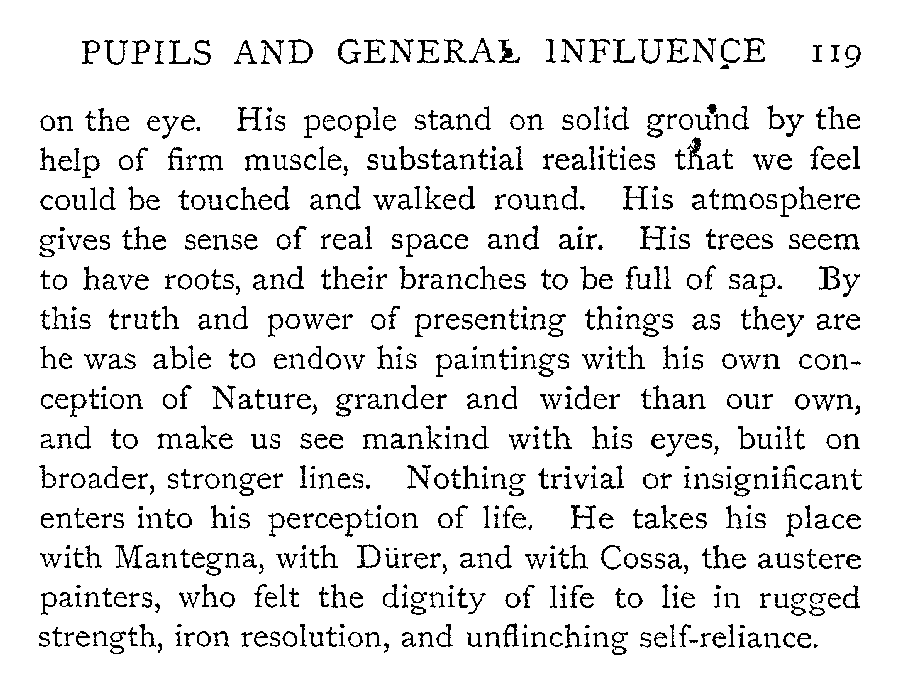 PUPILS AND GENERAL INFLUENCE 119
on the eye. His people stand on solid ground by the
help of firm muscle, substantial realities that we feel
could be touched and walked round. His atmosphere
gives the sense of real space and air. His trees seem
to have roots, and their branches to be full of sap. By
this truth and power of presenting things as they are
he was able to endow his paintings with his own con-
ception of Nature, grander and wider than our own,
and to make us see mankind with his eyes, built on
broader, stronger lines. Nothing trivial or insignificant
enters into his perception of life. He takes his place
with Mantegna, with Dürer, and with Cossa, the austere
painters, who felt the dignity of life to lie in rugged
strength, iron resolution, and unflinching self-reliance.